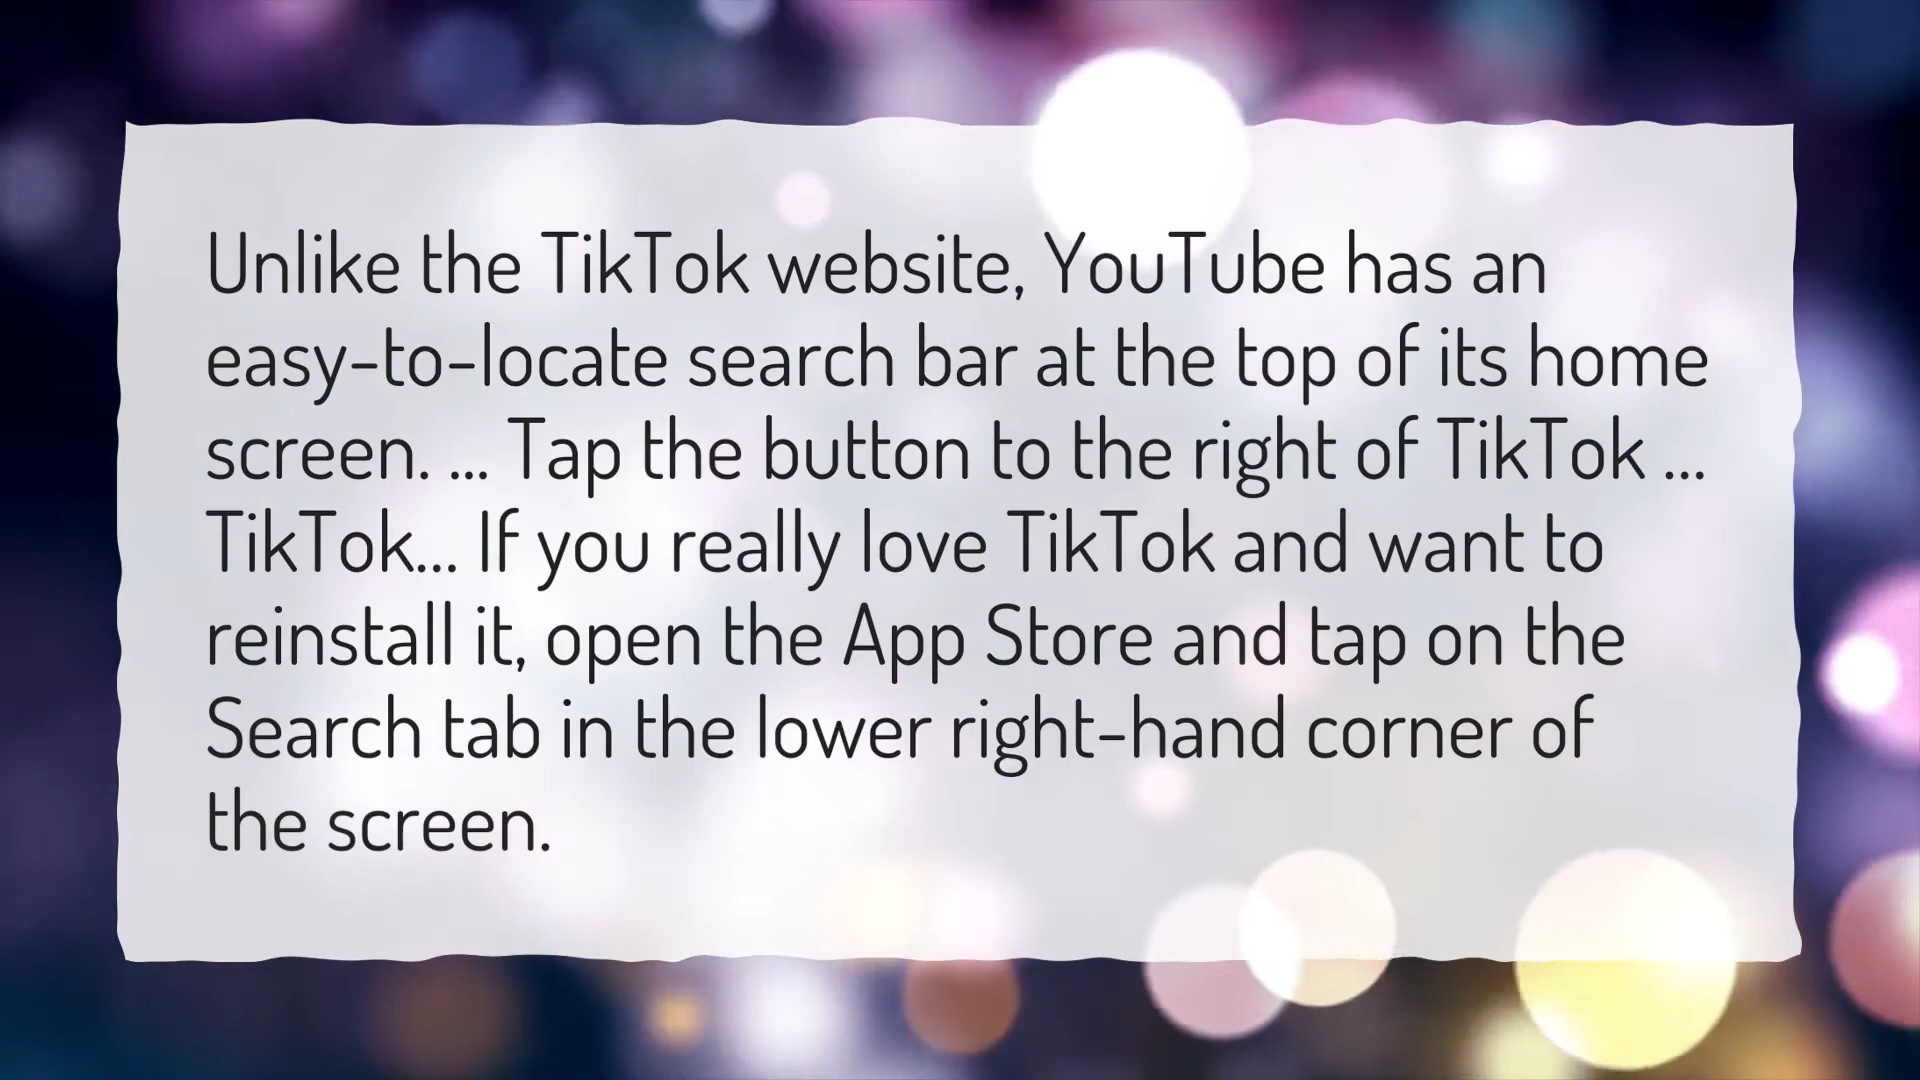 Unlike the TikTok website, YouTube has an
easy-to-locate search bar at the top of its home
screen. ... Tap the button to the right of TikTok ...
TikTok... If you really love TikTok and want to
reinstall it, open the App Store and tap on the
Search tab in the lower right-hand corner of
the screen.